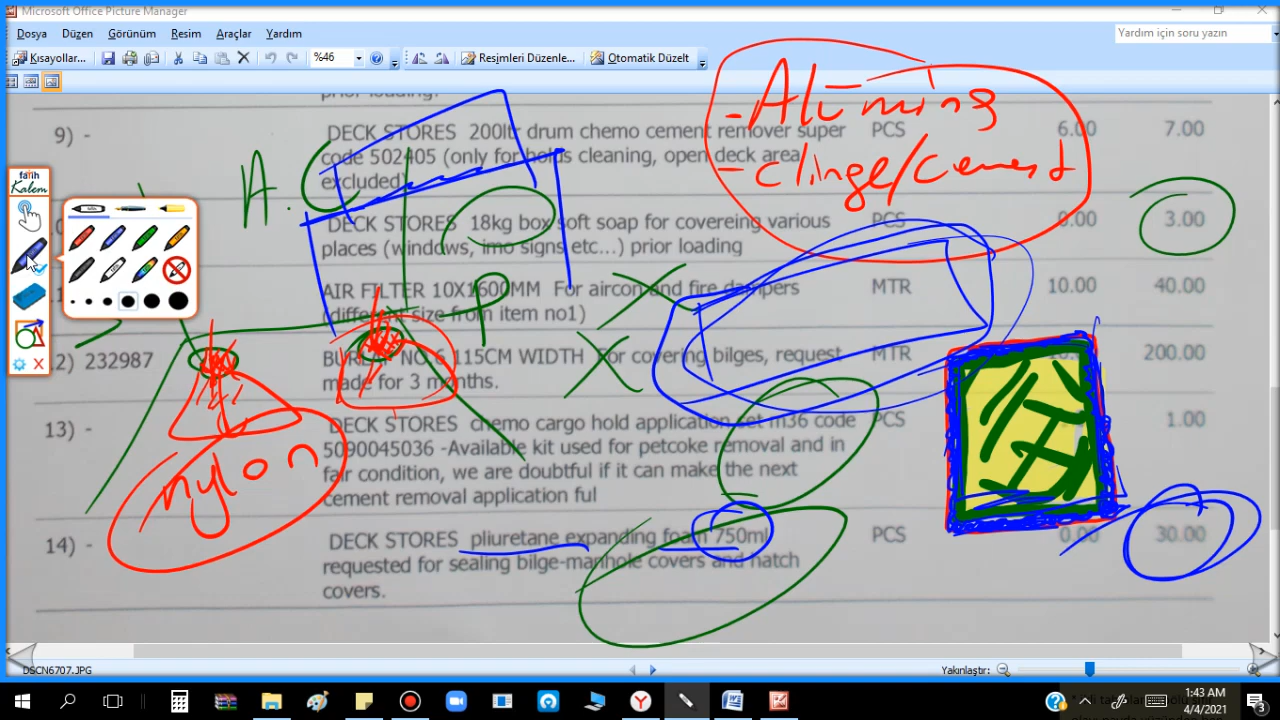 Microsoft Office Picture Manager
Dosya Düzen Görünüm Resim Araçlar Yardım
Yardım için soru yazın
Kısayollar... %46 Resimleri Düzenle... Otomatik Düzelt
prior loading.
9) - DECK STORES 200ltr drum chemo cement remover super PCS 6.00 7.00
code 502405 (only for holds cleaning, open deck area
excluded)
DECK STORES 18kg box soft soap for covereing various PCS 0.00 3.00
places (windows, imo signs etc...) prior loading
AIR FILTER 10X1600MM For aircon and fire dampers MTR 10.00 40.00
(different size from item no1)
12) 232987 BURLAP NO 6 115CM WIDTH For covering bilges, request MTR 200.00
made for 3 months.
13) - DECK STORES chemo cargo hold application set m36 code PCS 1.00
5090045036 -Available kit used for petcoke removal and in
fair condition, we are doubtful if it can make the next
cement removal application ful
14) - DECK STORES pliuretane expanding foam 750ml PCS 0.00 30.00
requested for sealing bilge-manhole covers and hatch
covers.
fatih
Kalem
A.C
P
nylon
DSCN6707.JPG
Yakınlaştır:
1:43 AM
4/4/2021
3